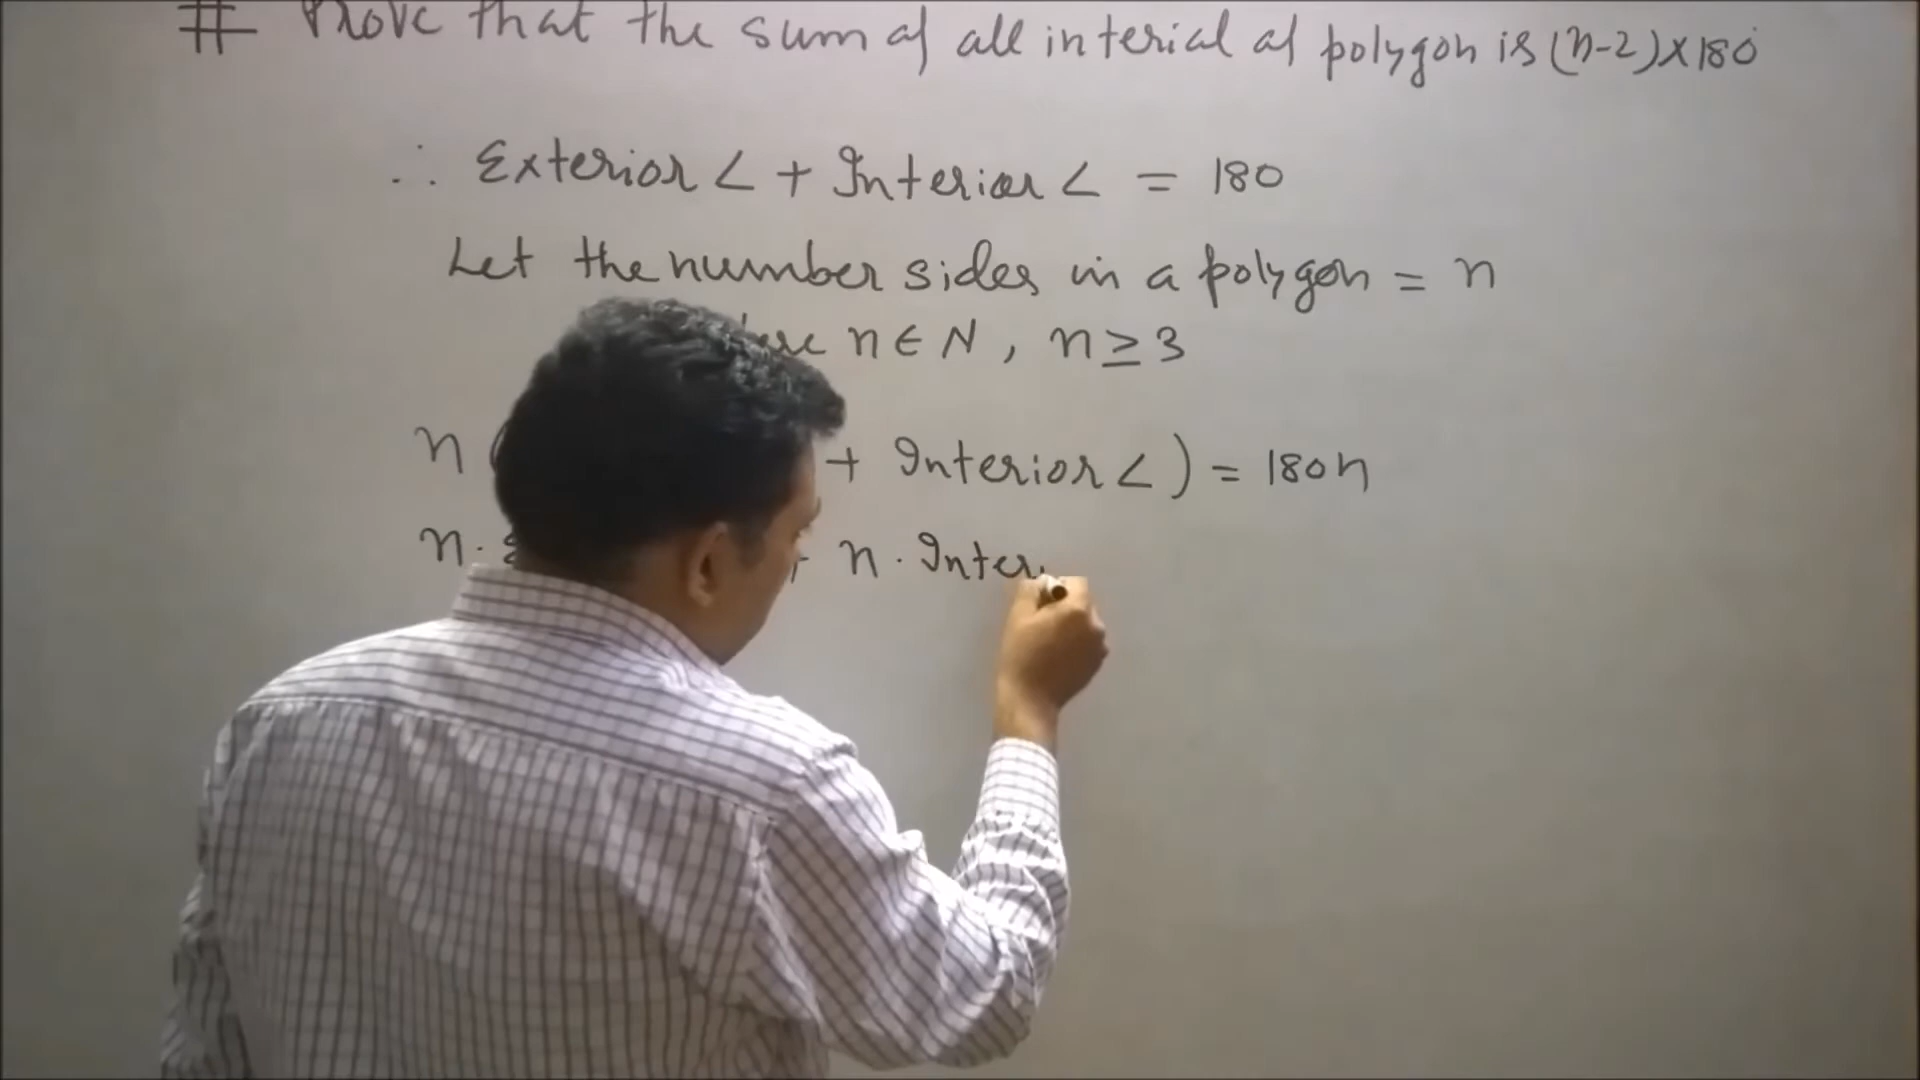 # Prove that the sum of all interial of polygon is (n-2)×180°
∴ Exterior ∠ + Interior ∠ = 180
Let the number sides in a polygon = n
n ∈ N, n ≥ 3
n ( + Interior ∠ ) = 180n
n. + n. Inter